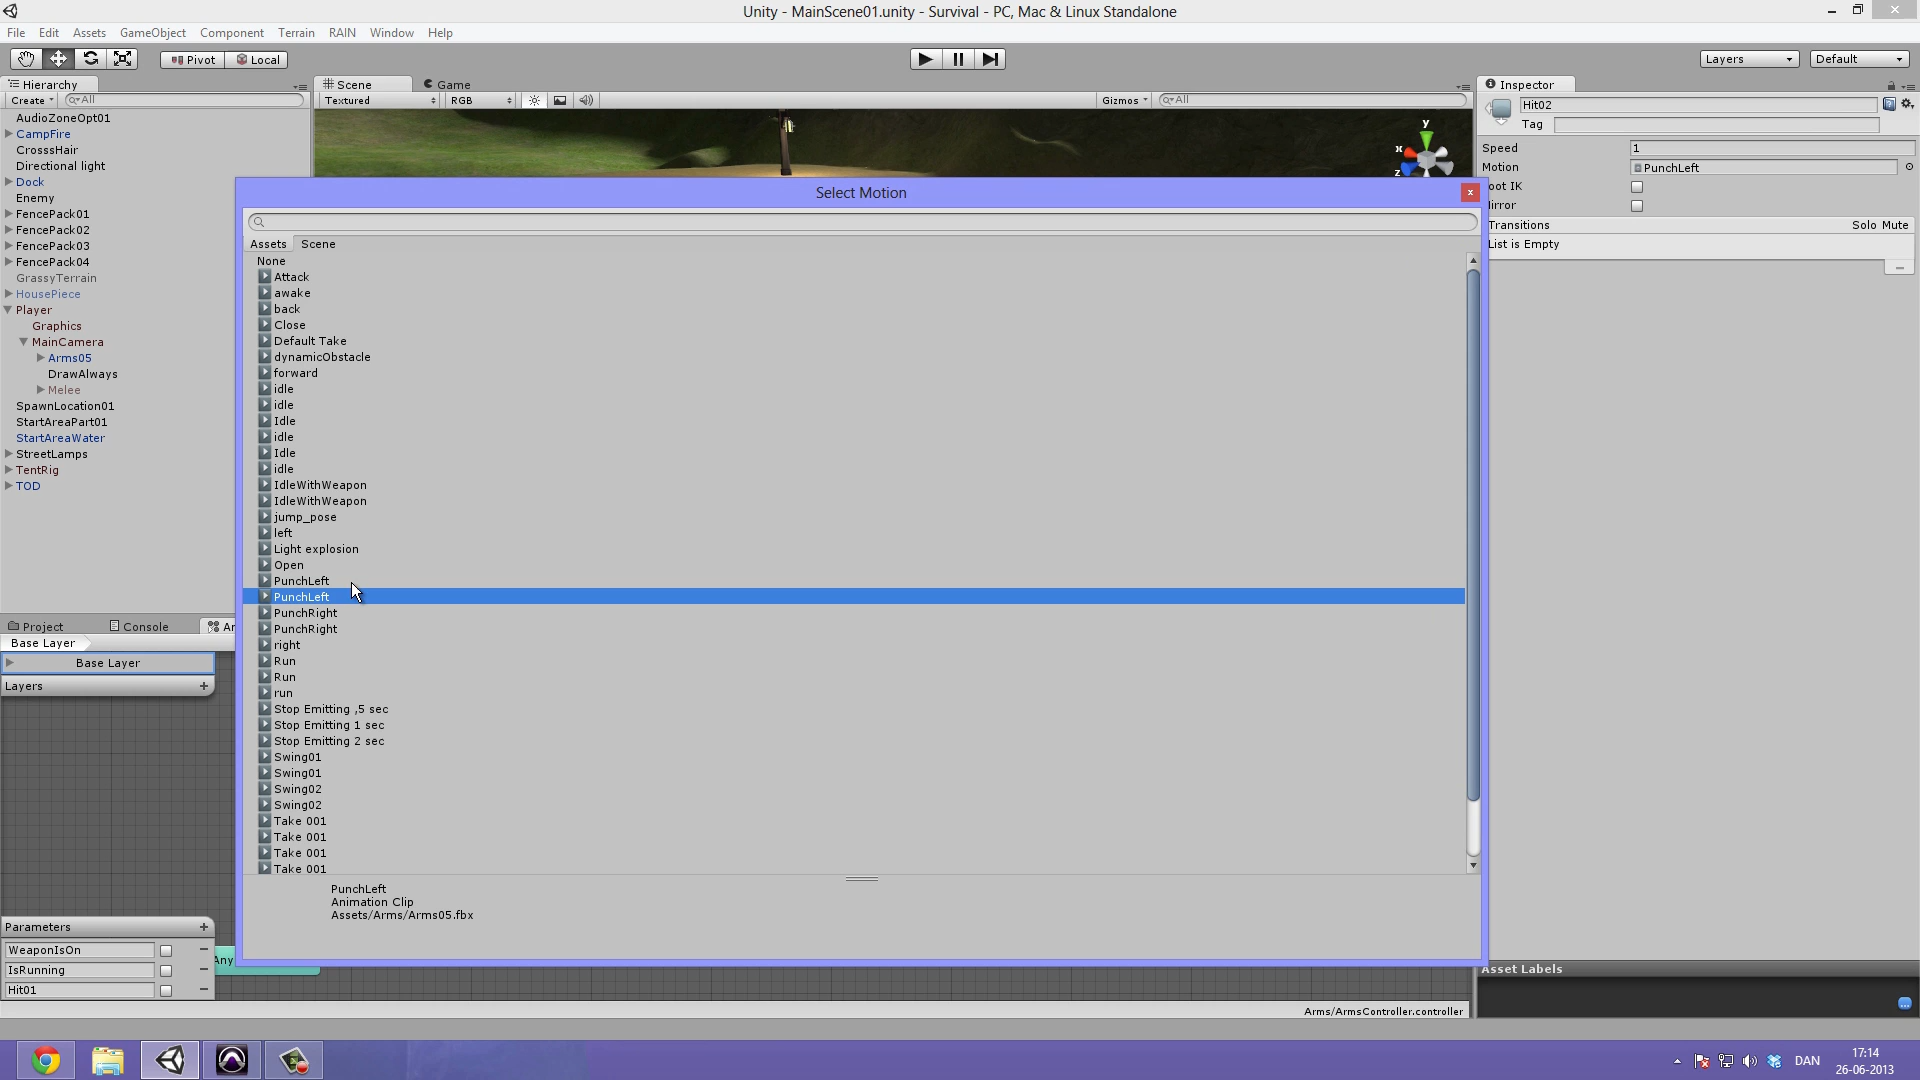 Unity - MainScene01.unity - Survival - PC, Mac & Linux Standalone
File Edit Assets GameObject Component Terrain RAIN Window Help
Pivot Local Layers Default
Hierarchy
Create All
AudioZoneOpt01
CampFire
CrosssHair
Directional light
Dock
Enemy
FencePack01
FencePack02
FencePack03
FencePack04
GrassyTerrain
HousePiece
Player
Graphics
MainCamera
Arms05
DrawAlways
Melee
SpawnLocation01
StartAreaPart01
StartAreaWater
StreetLamps
TentRig
TOD
Scene Game
Textured RGB Gizmos All
y
x
z
Select Motion
x
Assets Scene
None
Attack
awake
back
Close
Default Take
dynamicObstacle
forward
idle
idle
Idle
idle
Idle
idle
IdleWithWeapon
IdleWithWeapon
jump_pose
left
Light explosion
Open
PunchLeft
PunchLeft
PunchRight
PunchRight
right
Run
Run
run
Stop Emitting ,5 sec
Stop Emitting 1 sec
Stop Emitting 2 sec
Swing01
Swing01
Swing02
Swing02
Take 001
Take 001
Take 001
Take 001
PunchLeft
Animation Clip
Assets/Arms/Arms05.fbx
Inspector
Hit02
Tag
Speed 1
Motion PunchLeft
oot IK
irror
Transitions Solo Mute
List is Empty
Asset Labels
Project Console An
Base Layer
Base Layer
Layers +
Parameters +
WeaponIsOn
IsRunning
Hit01
Any
Arms/ArmsController.controller
DAN
17:14
26-06-2013